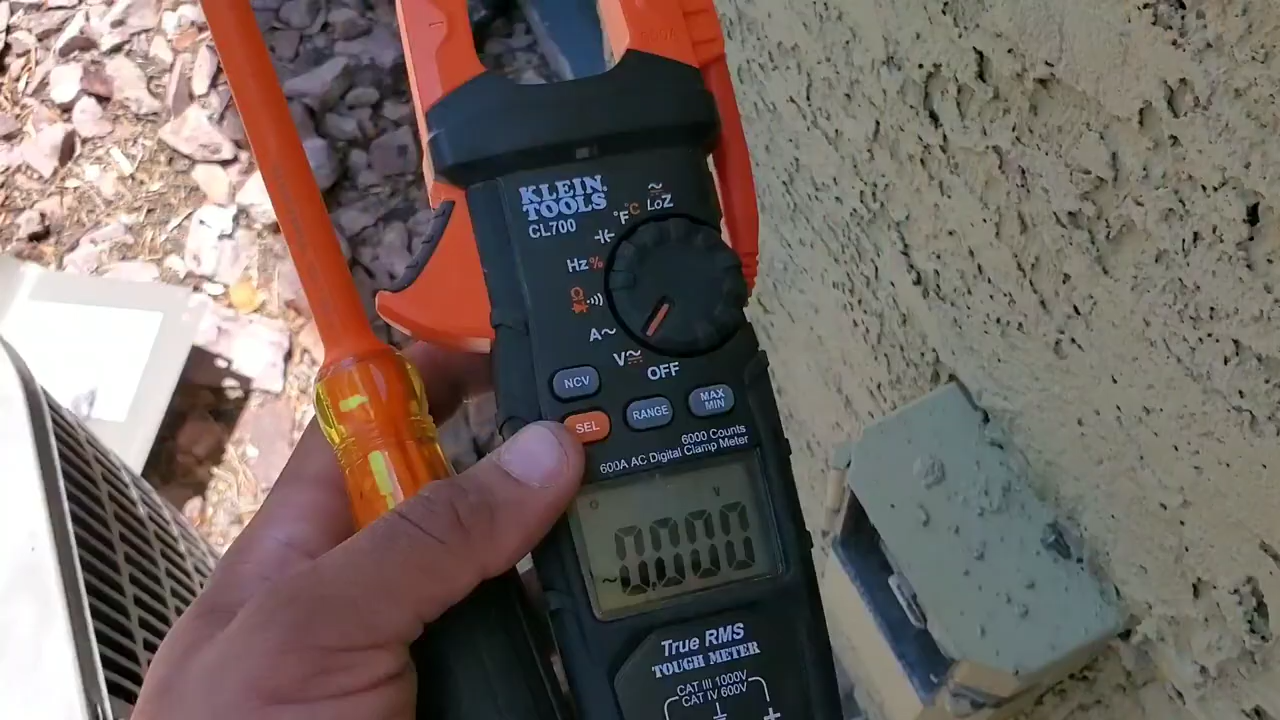 KLEIN
TOOLS
CL700
LoZ
°F°C
Hz%
Ω
A~
V
OFF
NCV
SEL
RANGE
MAX
MIN
6000 Counts
600A AC Digital Clamp Meter
V
~0.000
True RMS
TOUGH METER
CAT III 1000V
CAT IV 600V
+